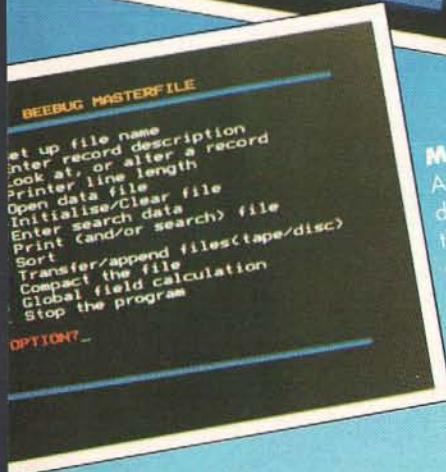 BEEBUG MASTERFILE
et up file name
Enter record description
ook at, or alter a record
Printer line length
Open data file
Initialise/Clear file
Enter search data
Print (and/or search) file
Sort
Transfer/append files(tape/disc)
Compact the file
Global field calculation
Stop the program
OPTION?_
M
A
d
t